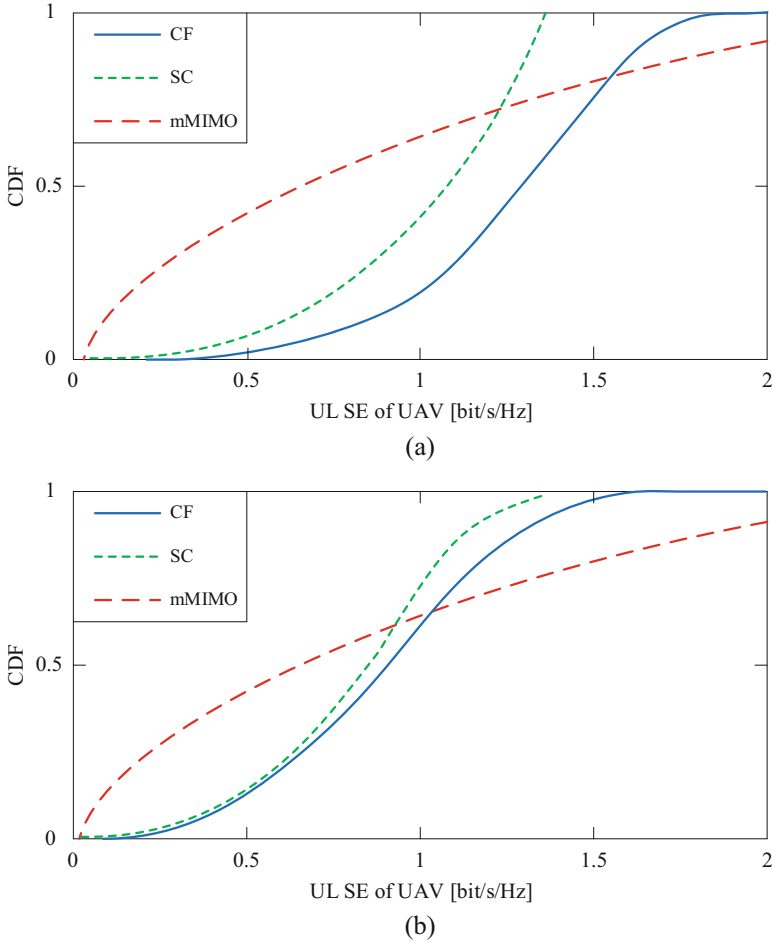 1
CF
SC
mMIMO
0.5
CDF
0
0 0.5 1 1.5 2
UL SE of UAV [bit/s/Hz]
(a)
1
CF
SC
mMIMO
0.5
CDF
0
0 0.5 1 1.5 2
UL SE of UAV [bit/s/Hz]
(b)